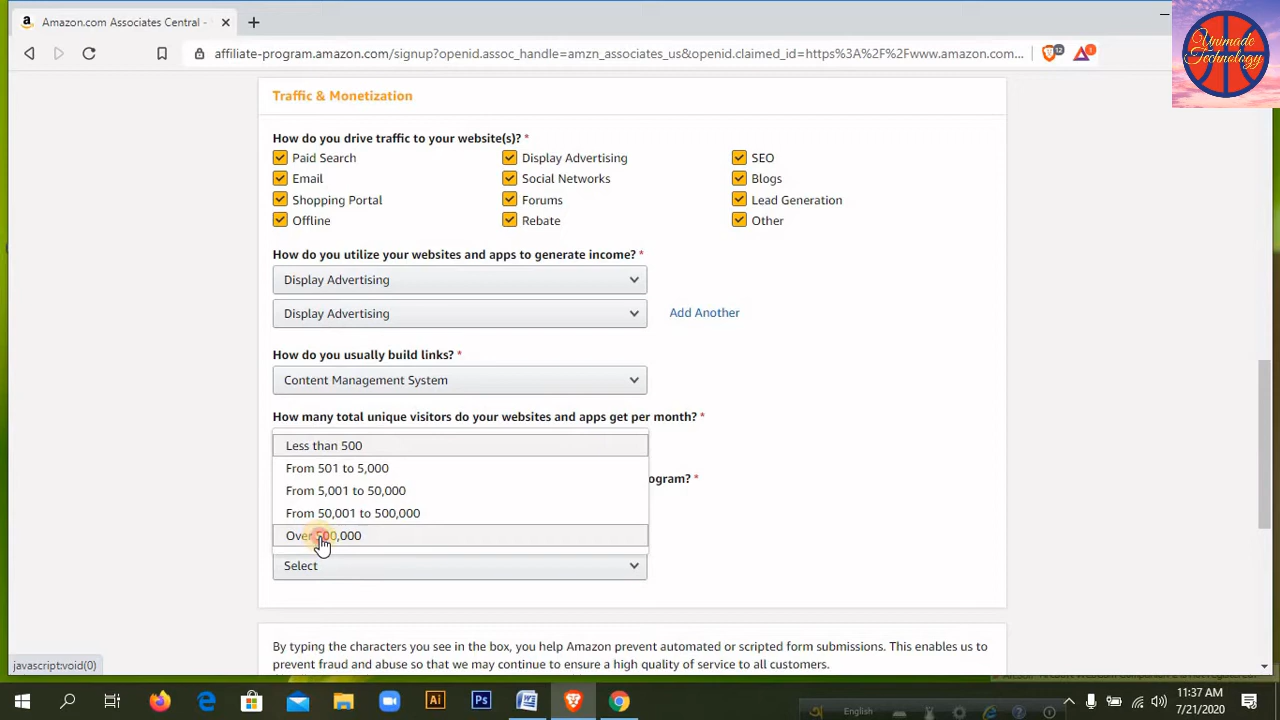 Amazon.com Associates Central -
Unimade
Technology
affiliate-program.amazon.com/signup?openid.assoc_handle=amzn_associates_us&openid.claimed_id=https%3A%2F%2Fwww.amazon.com...
12
1
Traffic & Monetization
How do you drive traffic to your website(s)? *
Paid Search
Display Advertising
SEO
Email
Social Networks
Blogs
Shopping Portal
Forums
Lead Generation
Offline
Rebate
Other
How do you utilize your websites and apps to generate income? *
Display Advertising
Display Advertising
Add Another
How do you usually build links? *
Content Management System
How many total unique visitors do your websites and apps get per month? *
Less than 500
From 501 to 5,000
ogram? *
From 5,001 to 50,000
From 50,001 to 500,000
Over 500,000
Select
By typing the characters you see in the box, you help Amazon prevent automated or scripted form submissions. This enables us
to prevent fraud and abuse so that we may continue to ensure a high quality of service to all customers.
javascript:void(0)
Ai
Ps
11:37 AM
7/21/2020
English